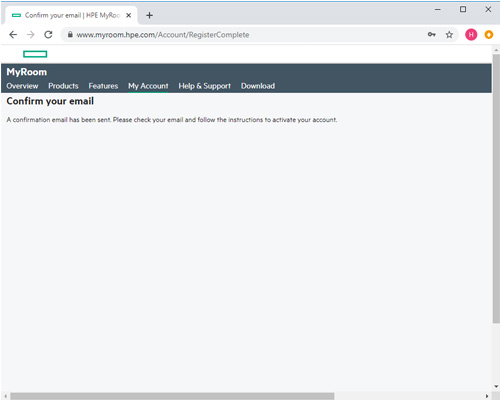 Confirm your email | HPE MyRoo
www.myroom.hpe.com/Account/RegisterComplete
H
MyRoom
Overview Products Features My Account Help & Support Download
Confirm your email
A confirmation email has been sent. Please check your email and follow the instructions to activate your account.